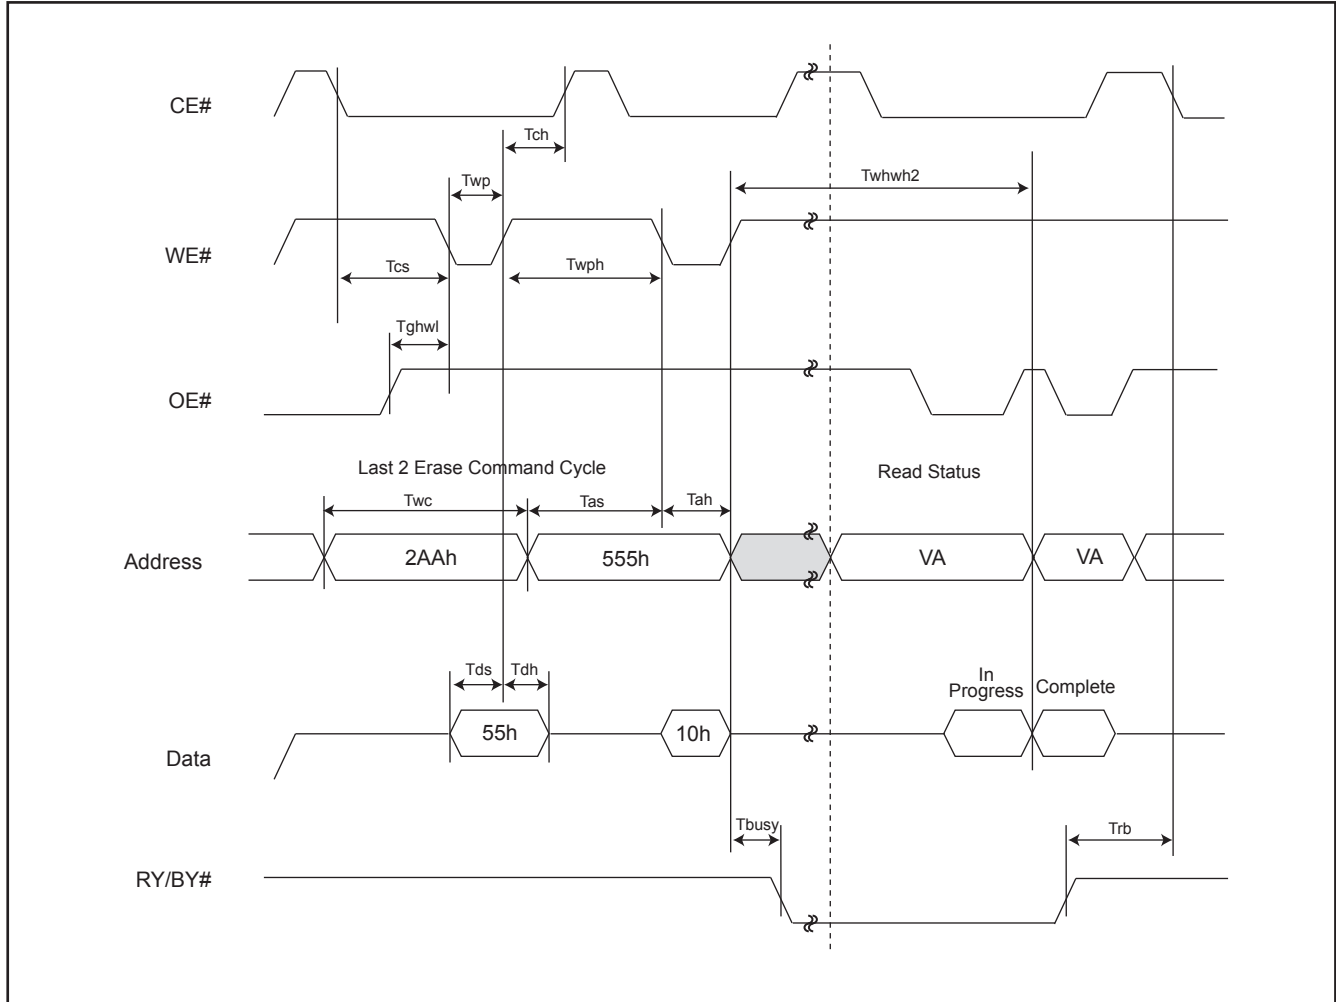 CE#
Tch
Twp
Twhwh2
WE#
Tcs
Twph
Tghwl
OE#
Last 2 Erase Command Cycle
Read Status
Twc
Tas
Tah
Address
2AAh
555h
VA
VA
Tds
Tdh
In
Progress
Complete
55h
10h
Data
Tbusy
Trb
RY/BY#